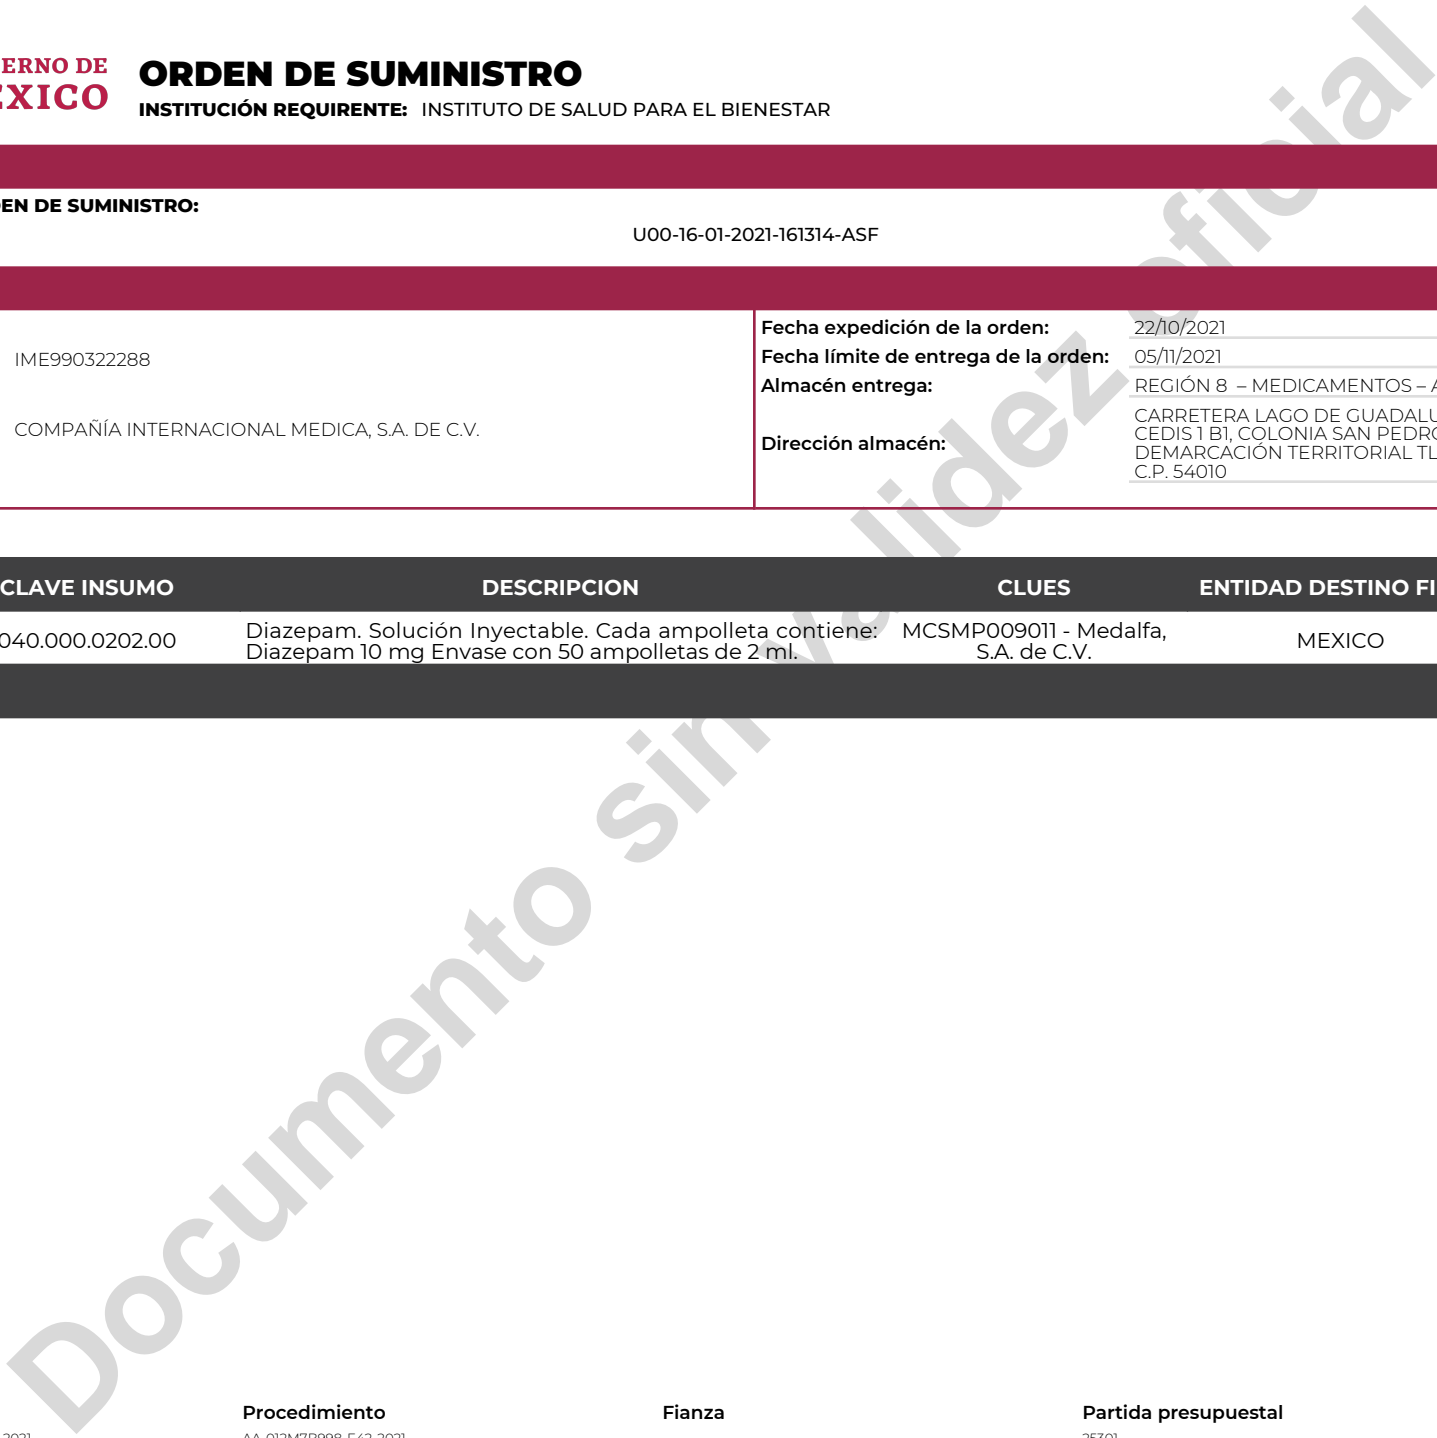 ERNO DE
EXICO
ORDEN DE SUMINISTRO
INSTITUCIÓN REQUIRENTE: INSTITUTO DE SALUD PARA EL BIENESTAR
EN DE SUMINISTRO:
U00-16-01-2021-161314-ASF
IME990322288
COMPAÑÍA INTERNACIONAL MEDICA, S.A. DE C.V.
Fecha expedición de la orden: 22/10/2021
Fecha límite de entrega de la orden: 05/11/2021
Almacén entrega: REGIÓN 8 – MEDICAMENTOS – A
Dirección almacén:
CARRETERA LAGO DE GUADALU
CEDIS 1 B1, COLONIA SAN PEDRO
DEMARCACIÓN TERRITORIAL TL
C.P. 54010
CLAVE INSUMO DESCRIPCION CLUES ENTIDAD DESTINO FI
040.000.0202.00
Diazepam. Solución Inyectable. Cada ampolleta contiene:
Diazepam 10 mg Envase con 50 ampolletas de 2 ml.
MCSMP009011 - Medalfa,
S.A. de C.V.
MEXICO
Documento sin validez oficial
Procedimiento Fianza Partida presupuestal